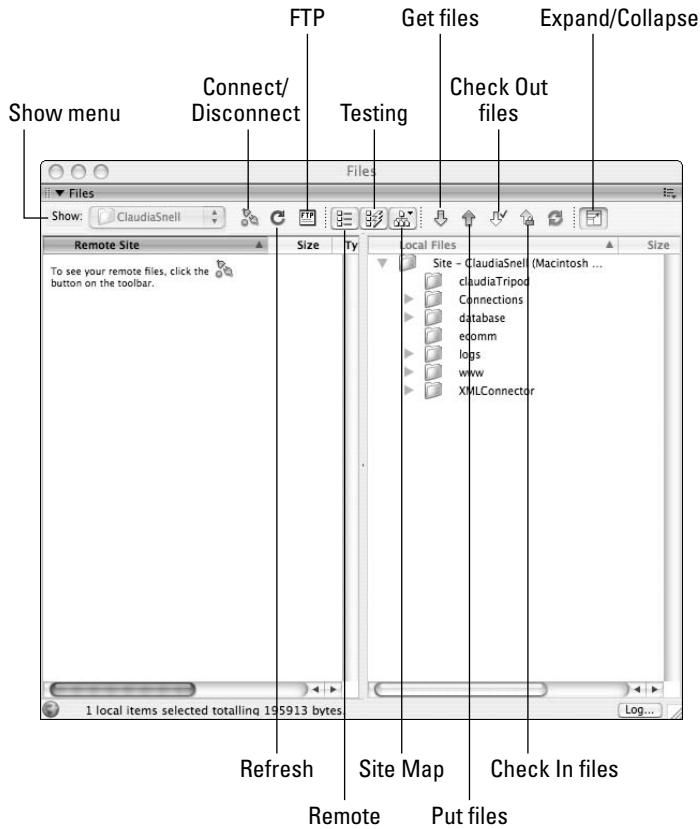 FTP
Get files
Expand/Collapse
Connect/
Disconnect
Check Out
files
Show menu
Testing
Files
Files
Show:
ClaudiaSnell
FTP
Remote Site
Size
Ty
Local Files
Size
To see your remote files, click the
button on the toolbar.
Site – ClaudiaSnell (Macintosh ...
claudiaTripod
Connections
database
ecomm
logs
www
XMLConnector
1 local items selected totalling 195913 bytes.
Log...
Refresh
Site Map
Check In files
Remote
Put files